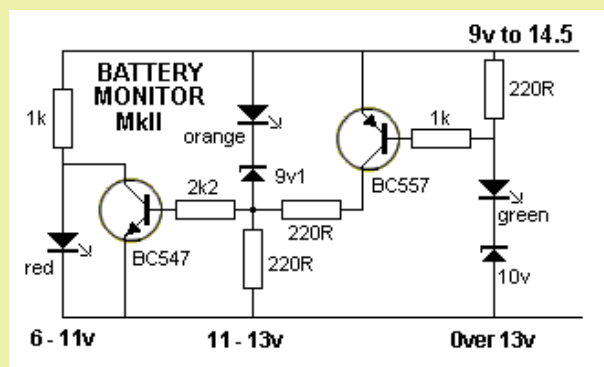 9v to 14.5
BATTERY
MONITOR
MkII
1k
orange
9v1
2k2
220R
220R
1k
220R
BC557
BC547
red
green
10v
6 - 11v
11 - 13v
Over 13v